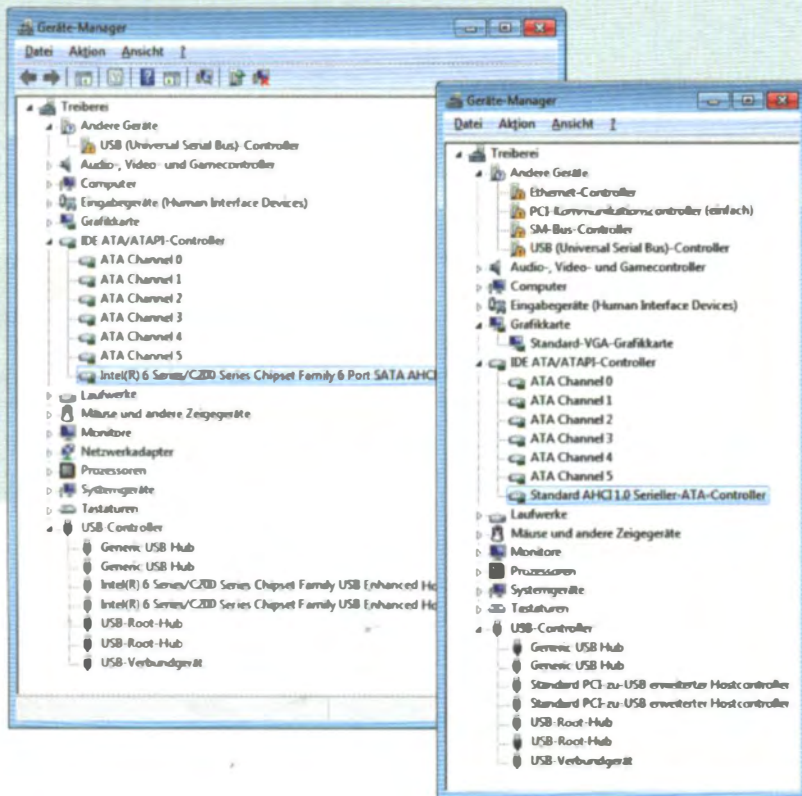 Geräte-Manager
Datei Aktion Ansicht ?
Treiberei
Andere Geräte
USB (Universal Serial Bus)-Controller
Audio-, Video- und Gamecontroller
Computer
Eingabegeräte (Human Interface Devices)
Grafikkarte
IDE ATA/ATAPI-Controller
ATA Channel 0
ATA Channel 1
ATA Channel 2
ATA Channel 3
ATA Channel 4
ATA Channel 5
Intel(R) 6 Series/C200 Series Chipset Family 6 Port SATA AHCI
Laufwerke
Mäuse und andere Zeigegeräte
Monitore
Netzwerkadapter
Prozessoren
Systemgeräte
Tastaturen
USB-Controller
Generic USB Hub
Generic USB Hub
Intel(R) 6 Series/C200 Series Chipset Family USB Enhanced Ho
Intel(R) 6 Series/C200 Series Chipset Family USB Enhanced Ho
USB-Root-Hub
USB-Root-Hub
USB-Verbundgerät
Geräte-Manager
Datei Aktion Ansicht ?
Treiberei
Andere Geräte
Ethernet-Controller
PCI-Kommunikationscontroller (einfach)
SM-Bus-Controller
USB (Universal Serial Bus)-Controller
Audio-, Video- und Gamecontroller
Computer
Eingabegeräte (Human Interface Devices)
Grafikkarte
Standard-VGA-Grafikkarte
IDE ATA/ATAPI-Controller
ATA Channel 0
ATA Channel 1
ATA Channel 2
ATA Channel 3
ATA Channel 4
ATA Channel 5
Standard AHCI 1.0 Serieller-ATA-Controller
Laufwerke
Mäuse und andere Zeigegeräte
Monitore
Prozessoren
Systemgeräte
Tastaturen
USB-Controller
Generic USB Hub
Generic USB Hub
Standard PCI-zu-USB erweiterter Hostcontroller
Standard PCI-zu-USB erweiterter Hostcontroller
USB-Root-Hub
USB-Root-Hub
USB-Verbundgerät